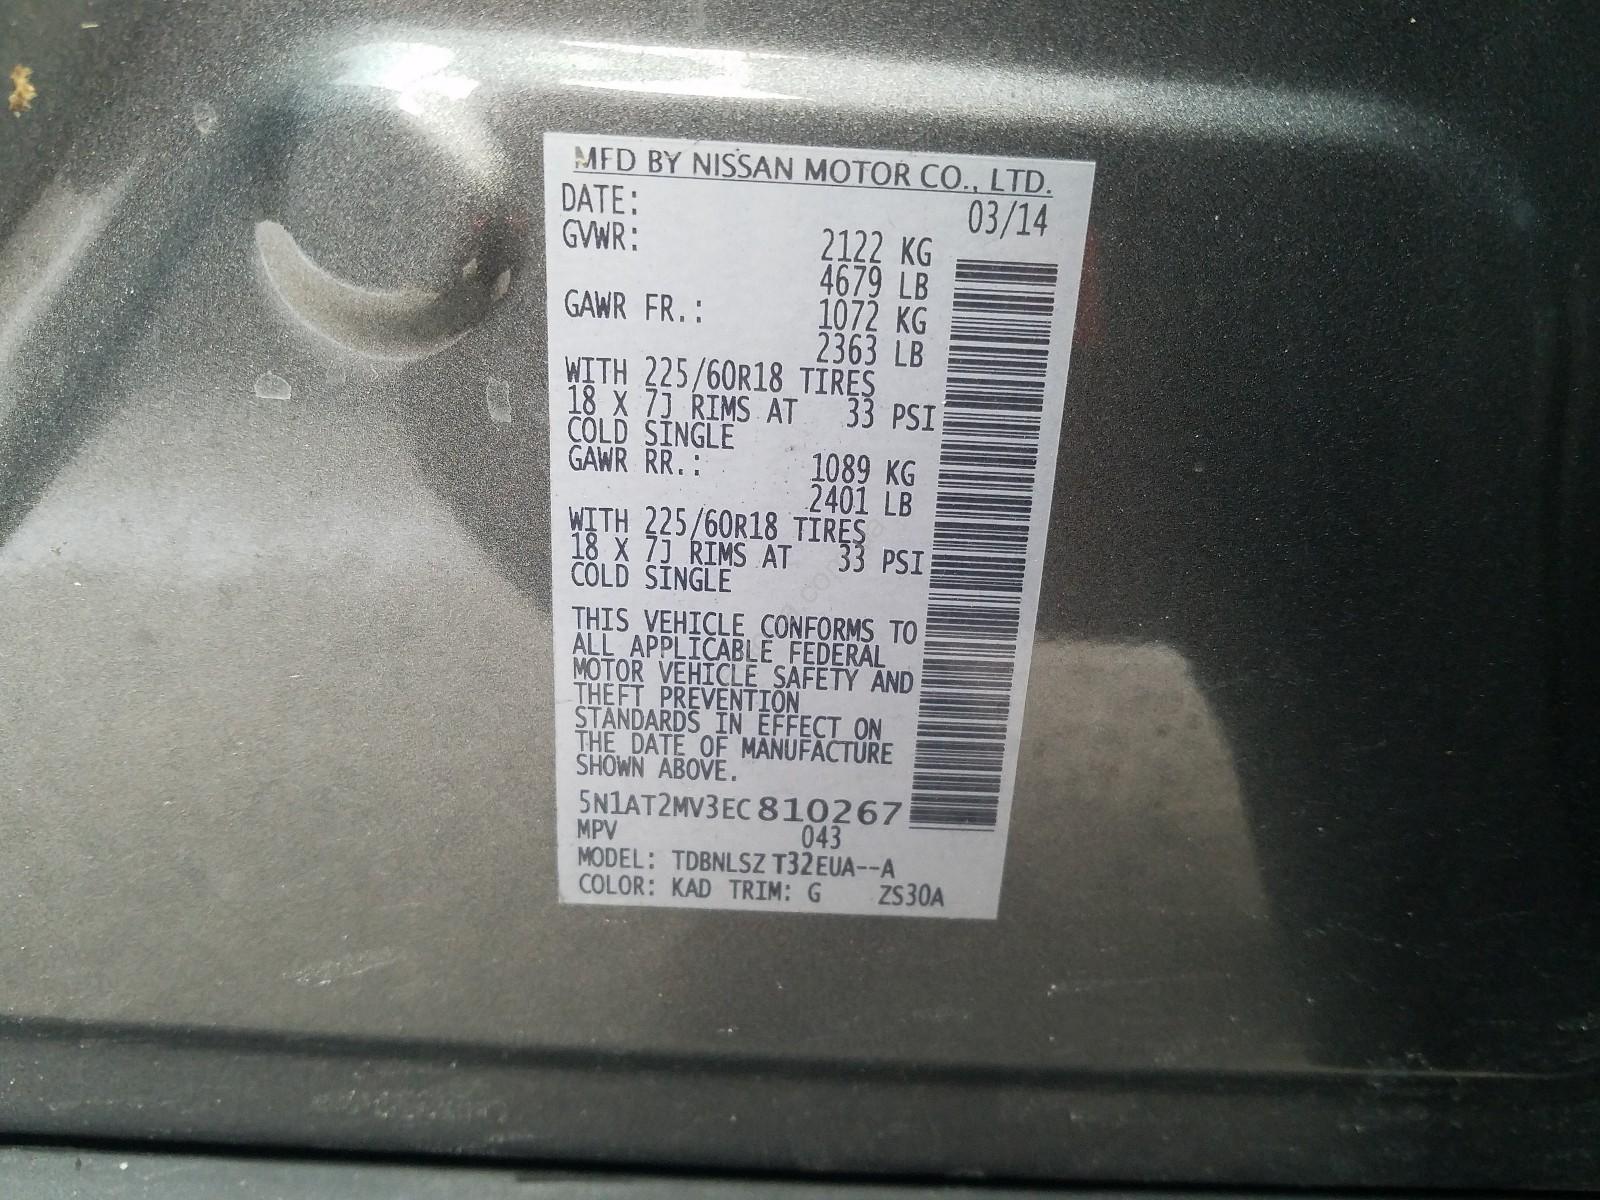 MFD BY NISSAN MOTOR CO., LTD.
DATE: 03/14
GVWR: 2122 KG
4679 LB
GAWR FR.: 1072 KG
2363 LB
WITH 225/60R18 TIRES
18 X 7J RIMS AT 33 PSI
COLD SINGLE
GAWR RR.: 1089 KG
2401 LB
WITH 225/60R18 TIRES
18 X 7J RIMS AT 33 PSI
COLD SINGLE
THIS VEHICLE CONFORMS TO
ALL APPLICABLE FEDERAL
MOTOR VEHICLE SAFETY AND
THEFT PREVENTION
STANDARDS IN EFFECT ON
THE DATE OF MANUFACTURE
SHOWN ABOVE.
5N1AT2MV3EC810267
MPV 043
MODEL: TDBNLSZ T32EUA--A
COLOR: KAD TRIM: G ZS30A